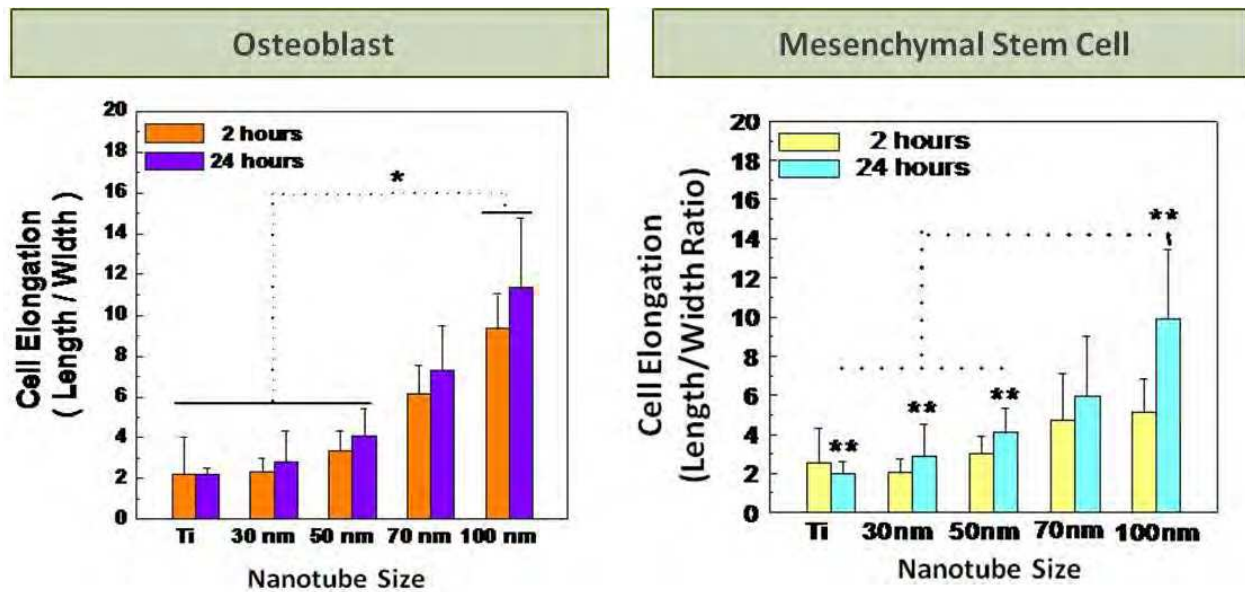 Osteoblast
Cell Elongation
( Length / Width)
20
18
16
14
12
10
8
6
4
2
0
2 hours
24 hours
*
Ti 30 nm 50 nm 70 nm 100 nm
Nanotube Size
Mesenchymal Stem Cell
Cell Elongation
(Length/Width Ratio)
20
18
16
14
12
10
8
6
4
2
0
2 hours
24 hours
**
**
**
**
Ti 30nm 50nm 70nm 100nm
Nanotube Size